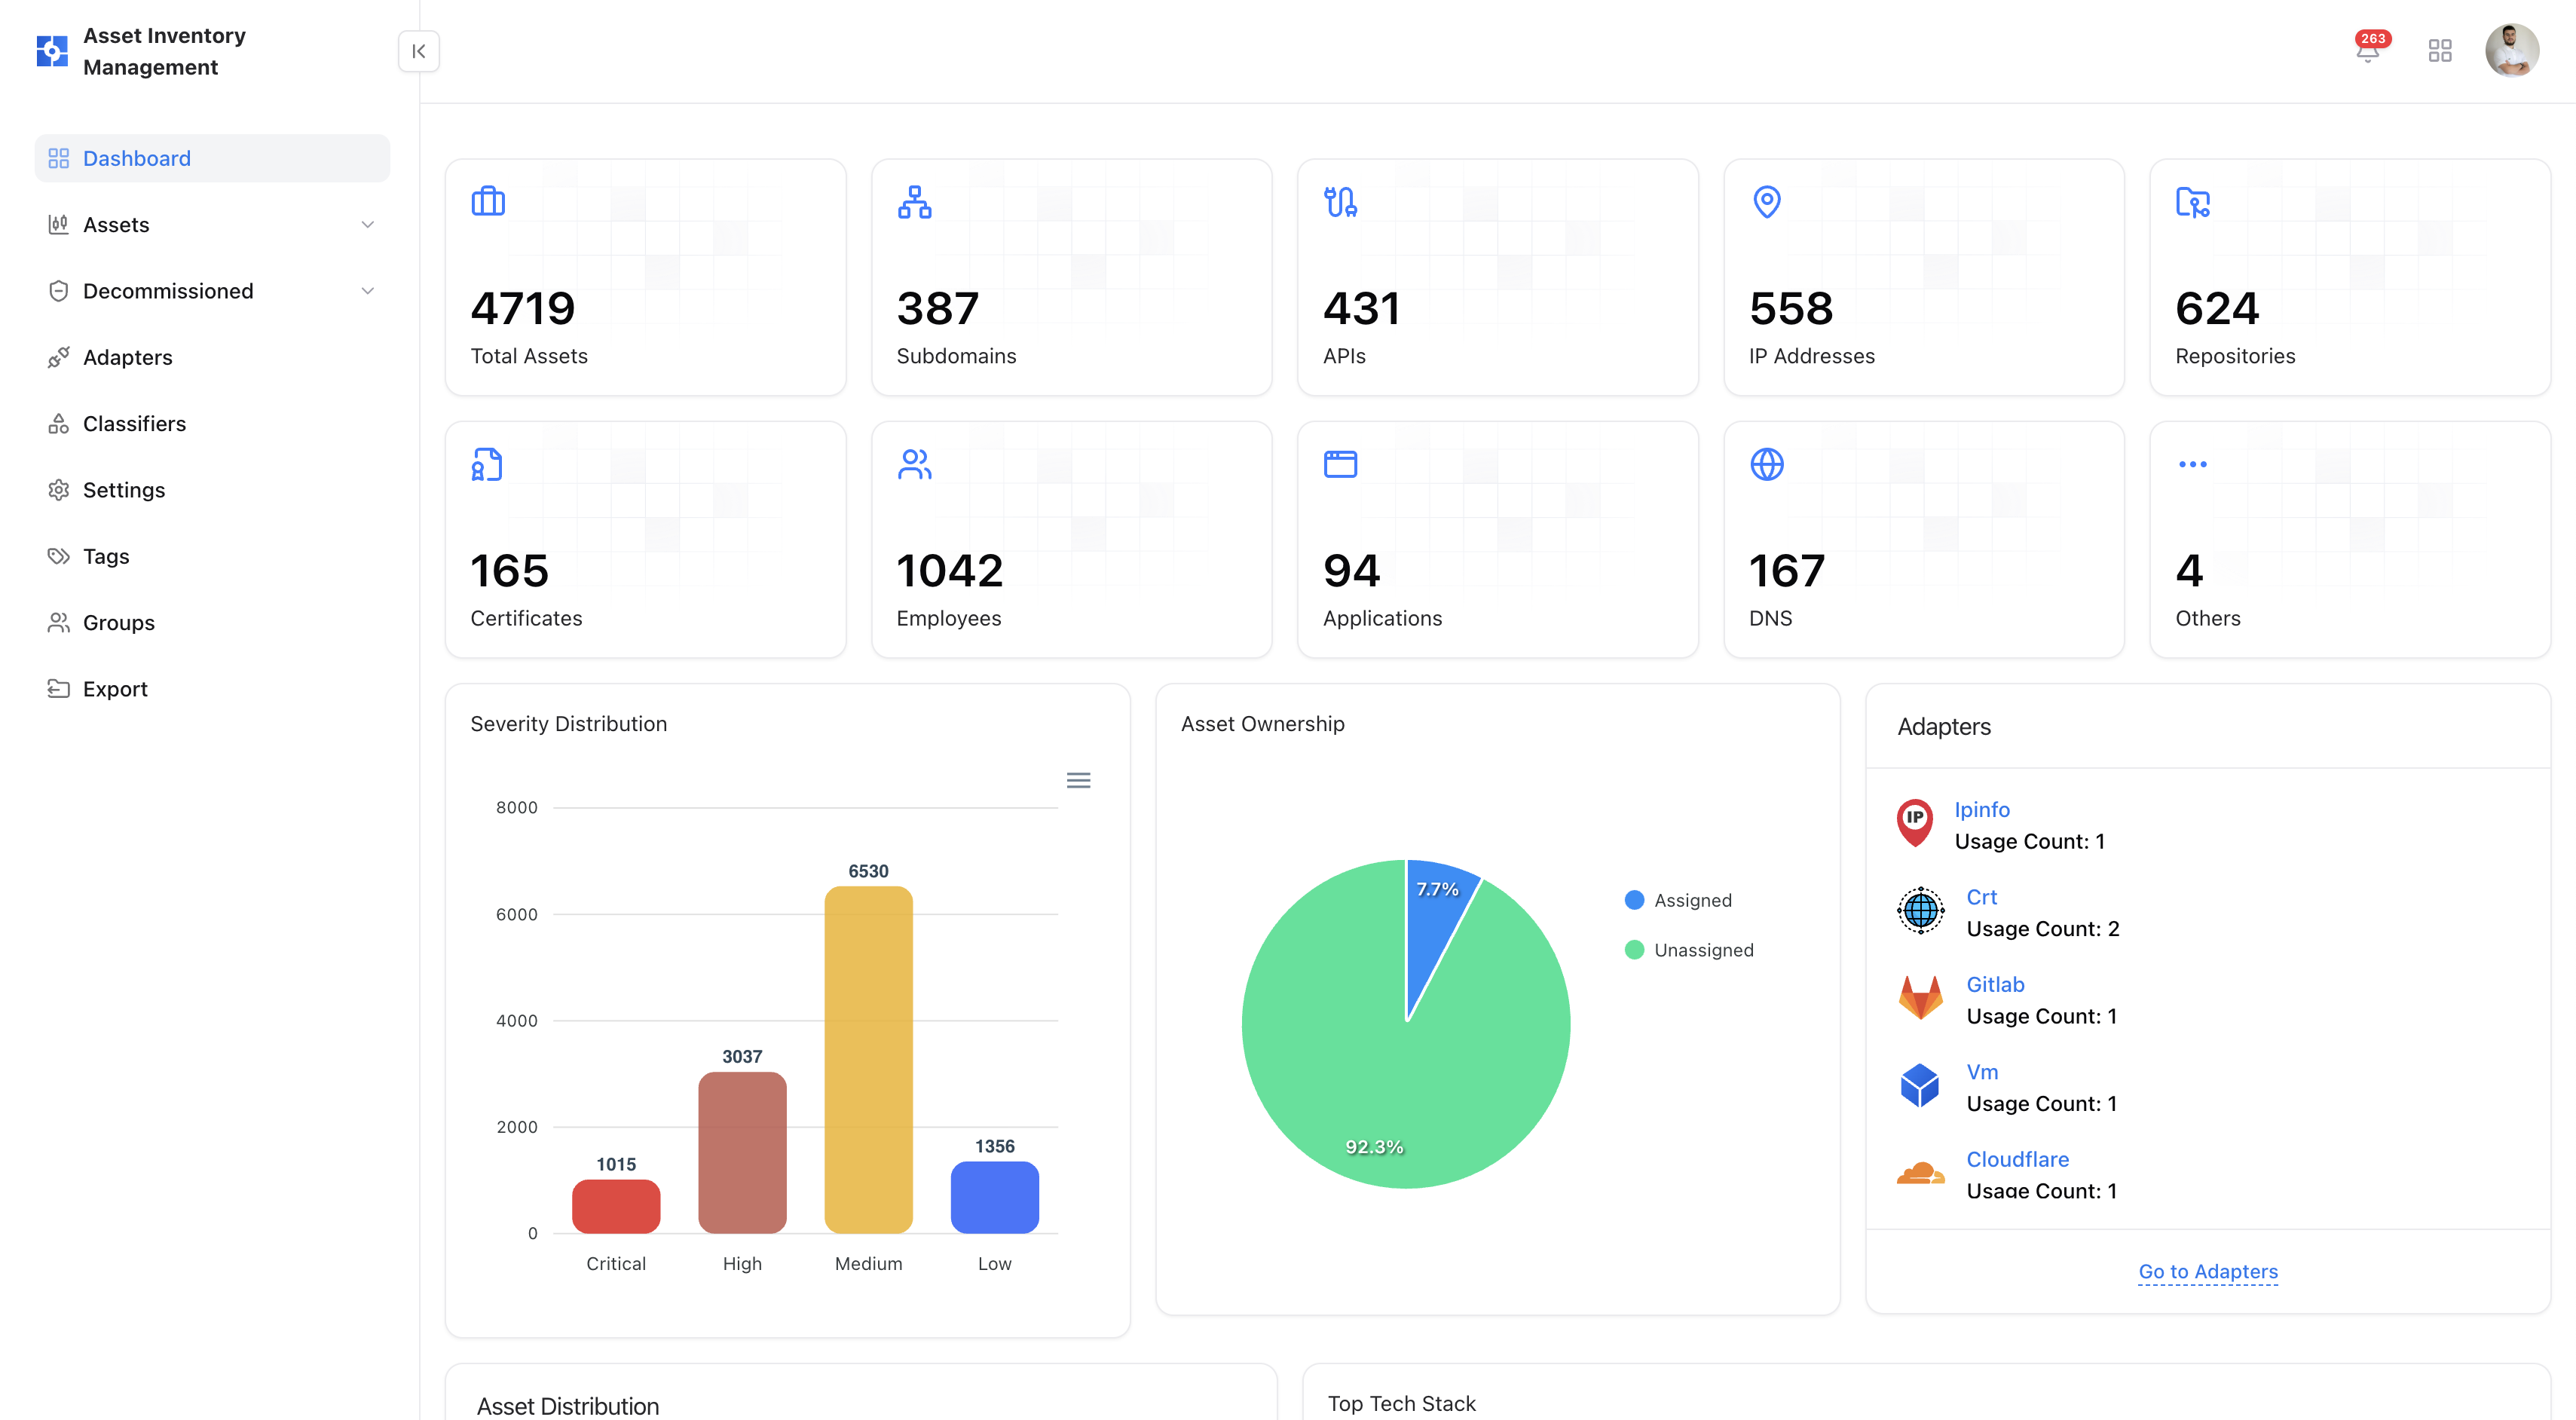 Asset Inventory
Management
263
Dashboard
Assets
Decommissioned
Adapters
Classifiers
Settings
Tags
Groups
Export
4719
Total Assets
387
Subdomains
431
APIs
558
IP Addresses
624
Repositories
165
Certificates
1042
Employees
94
Applications
167
DNS
4
Others
Severity Distribution
8000
6000
4000
2000
0
1015
3037
6530
1356
Critical
High
Medium
Low
Asset Ownership
7.7%
92.3%
Assigned
Unassigned
Adapters
IP
Ipinfo
Usage Count: 1
Crt
Usage Count: 2
Gitlab
Usage Count: 1
Vm
Usage Count: 1
Cloudflare
Usage Count: 1
Go to Adapters
Asset Distribution
Top Tech Stack